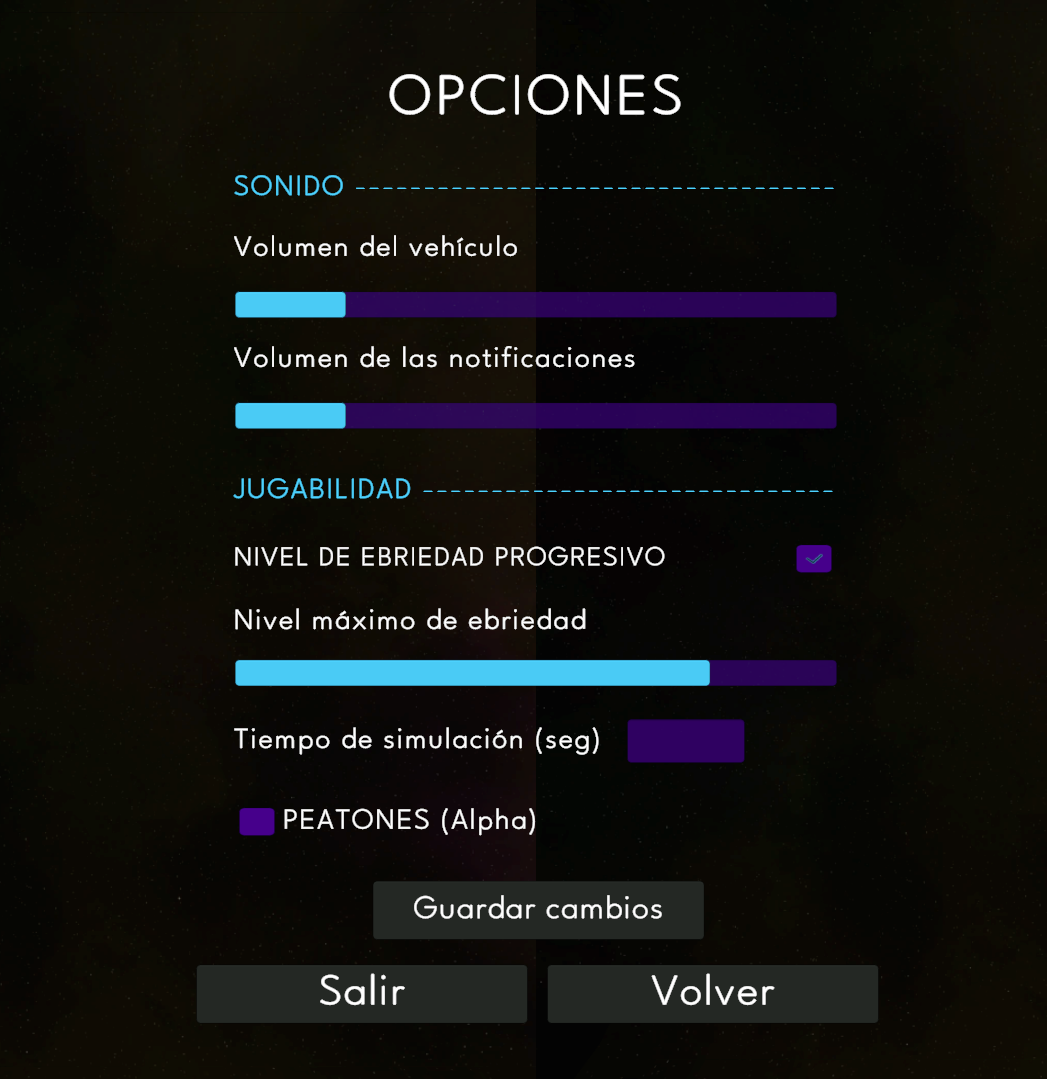 OPCIONES
SONIDO
Volumen del vehículo
Volumen de las notificaciones
JUGABILIDAD
NIVEL DE EBRIEDAD PROGRESIVO
Nivel máximo de ebriedad
Tiempo de simulación (seg)
PEATONES (Alpha)
Guardar cambios
Salir
Volver